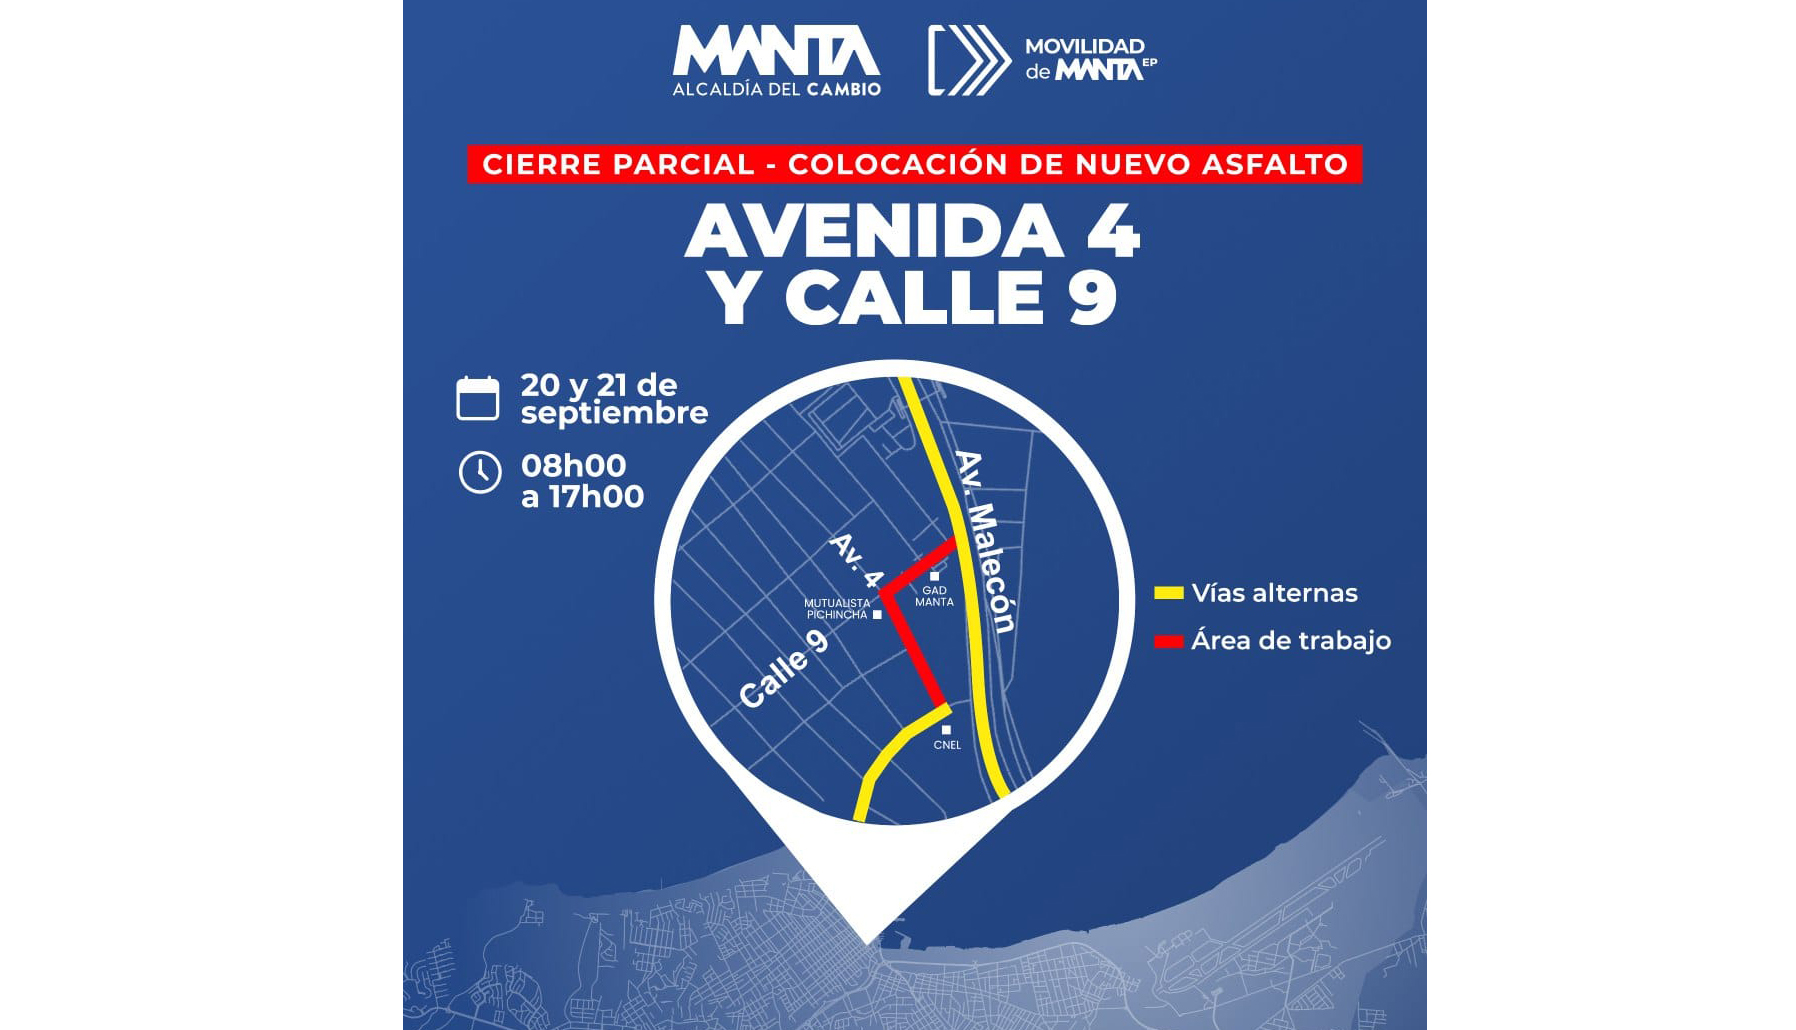 MANTA
ALCALDÍA DEL CAMBIO
MOVILIDAD
de MANTA EP
CIERRE PARCIAL - COLOCACIÓN DE NUEVO ASFALTO
AVENIDA 4
Y CALLE 9
20 y 21 de
septiembre
08h00
a 17h00
Av. Malecón
Av. 4
GAD
MANTA
MUTUALISTA
PICHINCHA
Calle 9
CNEL
Vías alternas
Área de trabajo